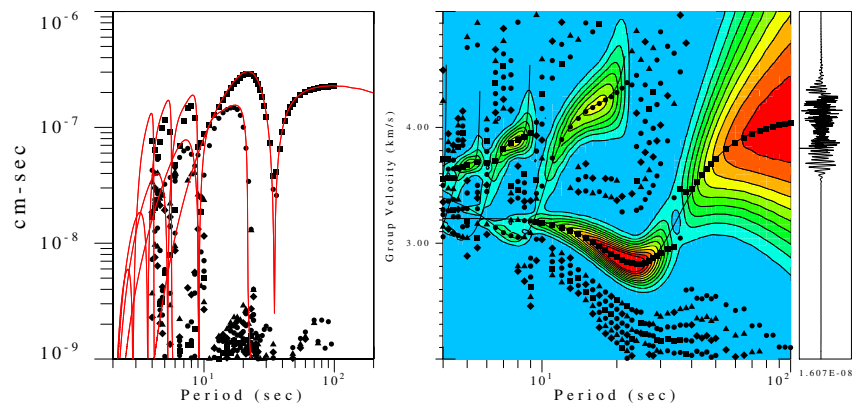 10^-6
10^-7
10^-8
10^-9
cm-sec
10^1
10^2
Period (sec)
4.00
3.00
Group Velocity (km/s)
10^1
10^2
Period (sec)
1.607E-08